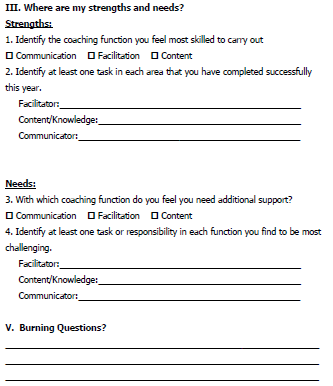 III. Where are my strengths and needs?
Strengths:
1. Identify the coaching function you feel most skilled to carry out
☐ Communication ☐ Facilitation ☐ Content
2. Identify at least one task in each area that you have completed successfully
this year.
Facilitator:
Content/Knowledge:
Communicator:
Needs:
3. With which coaching function do you feel you need additional support?
☐ Communication ☐ Facilitation ☐ Content
4. Identify at least one task or responsibility in each function you find to be most
challenging.
Facilitator:
Content/Knowledge:
Communicator:
V. Burning Questions?